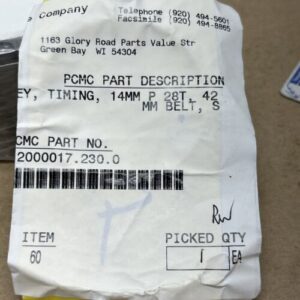 e Company
Telephone (920) 494-5601
Facsimile (920) 494-8865
1163 Glory Road Parts Value Str
Green Bay WI 54304
PCMC PART DESCRIPTION
EY, TIMING, 14MM P 28T, 42
MM BELT, S
CMC PART NO.
2000017.230.0
RW
ITEM
PICKED QTY
60
1
EA